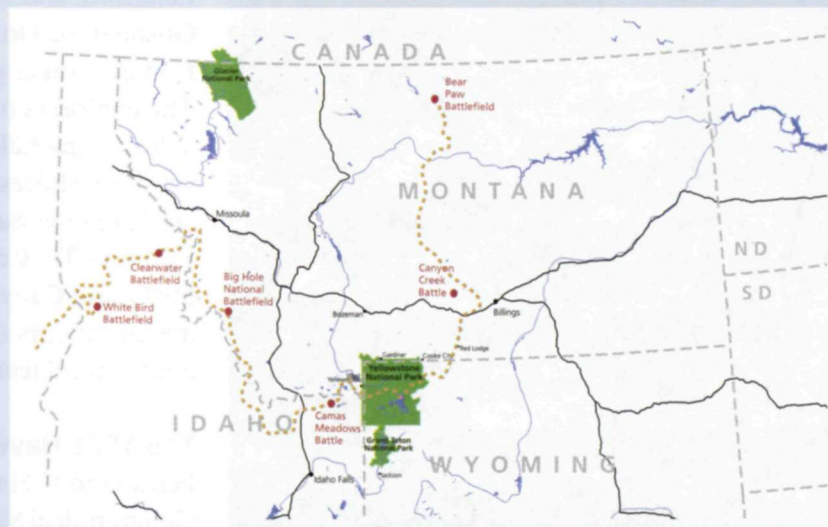 CANADA
Glacier
National Park
Bear
Paw
Battlefield
MONTANA
Missoula
Clearwater
Battlefield
Big Hole
National
Battlefield
Canyon
Creek
Battle
ND
SD
White Bird
Battlefield
Bozeman
Billings
Red Lodge
Gardiner
Cooke City
Yellowstone
National Park
IDAHO
Camas
Meadows
Battle
Grand Teton
National Park
WYOMING
Idaho Falls
Jackson